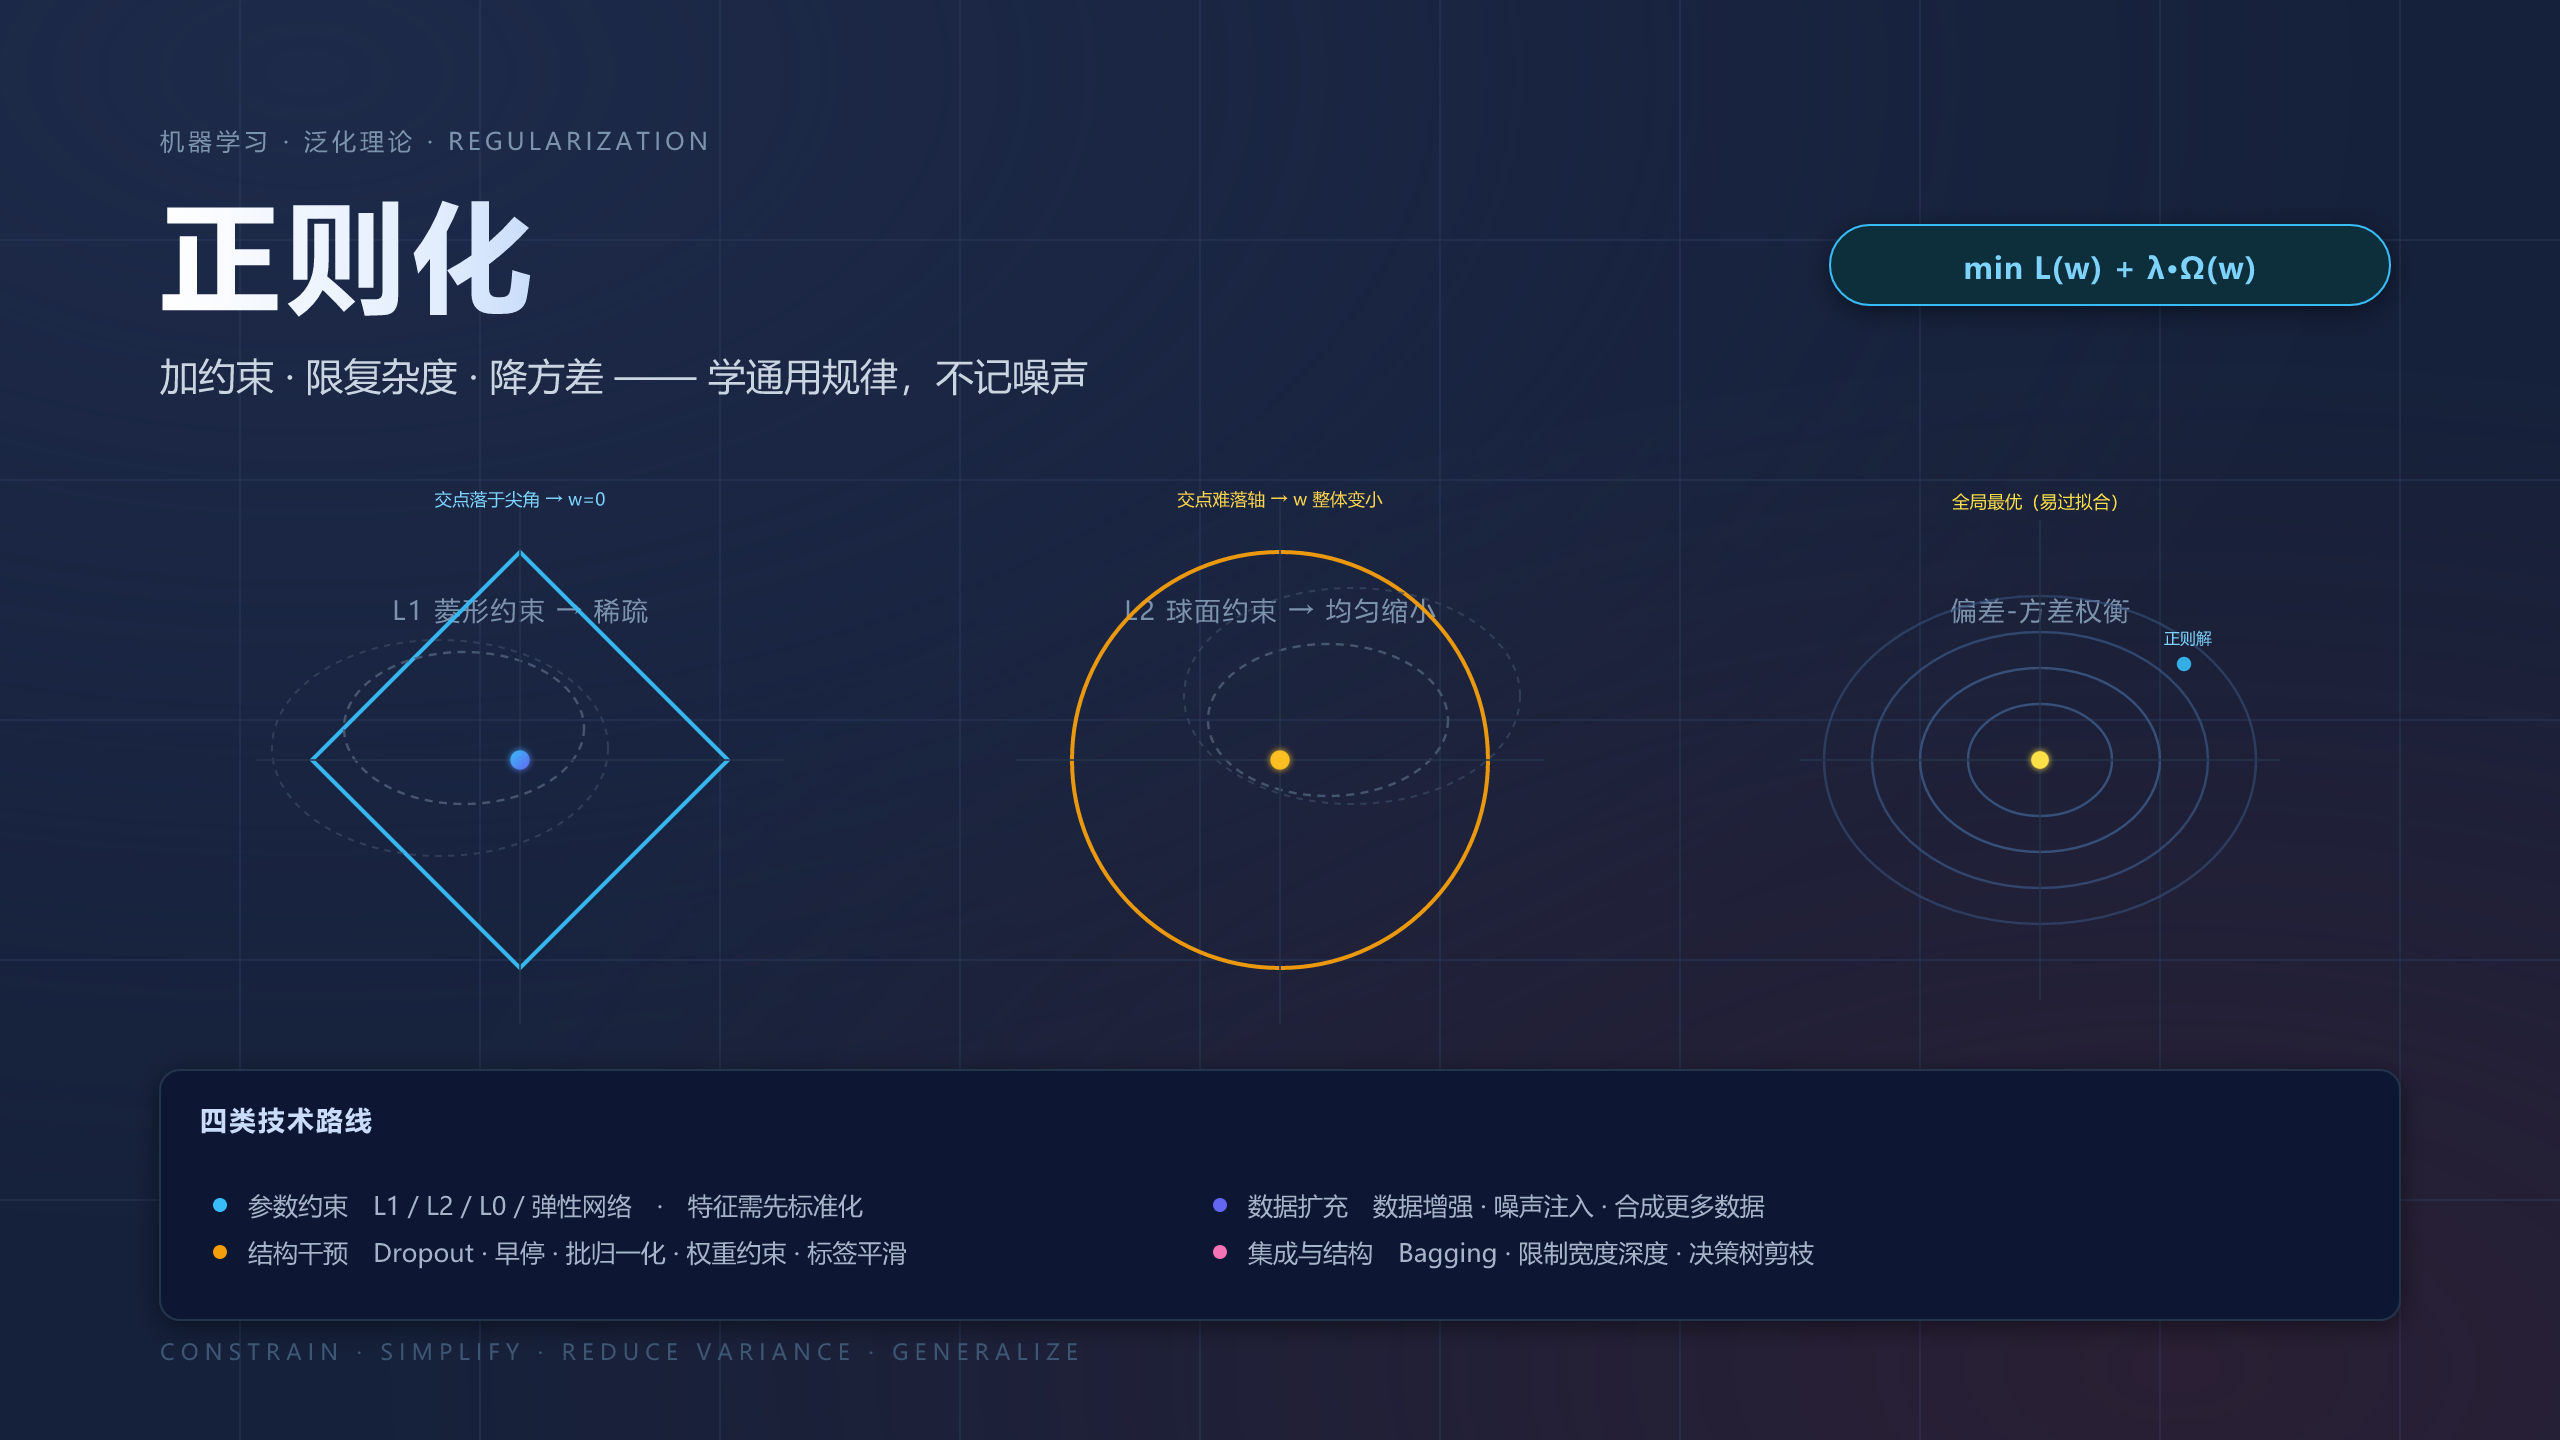 机器学习 · 泛化理论 · REGULARIZATION
正则化
min L(w) + λ•Ω(w)
加约束 · 限复杂度 · 降方差 —— 学通用规律，不记噪声
交点落于尖角 → w=0
交点难落轴 → w 整体变小
全局最优（易过拟合）
L1 菱形约束 → 稀疏
L2 球面约束 → 均匀缩小
偏差-方差权衡
正则解
四类技术路线
参数约束 L1 / L2 / L0 / 弹性网络 · 特征需先标准化
数据扩充 数据增强 · 噪声注入 · 合成更多数据
结构干预 Dropout · 早停 · 批归一化 · 权重约束 · 标签平滑
集成与结构 Bagging · 限制宽度深度 · 决策树剪枝
CONSTRAIN · SIMPLIFY · REDUCE VARIANCE · GENERALIZE